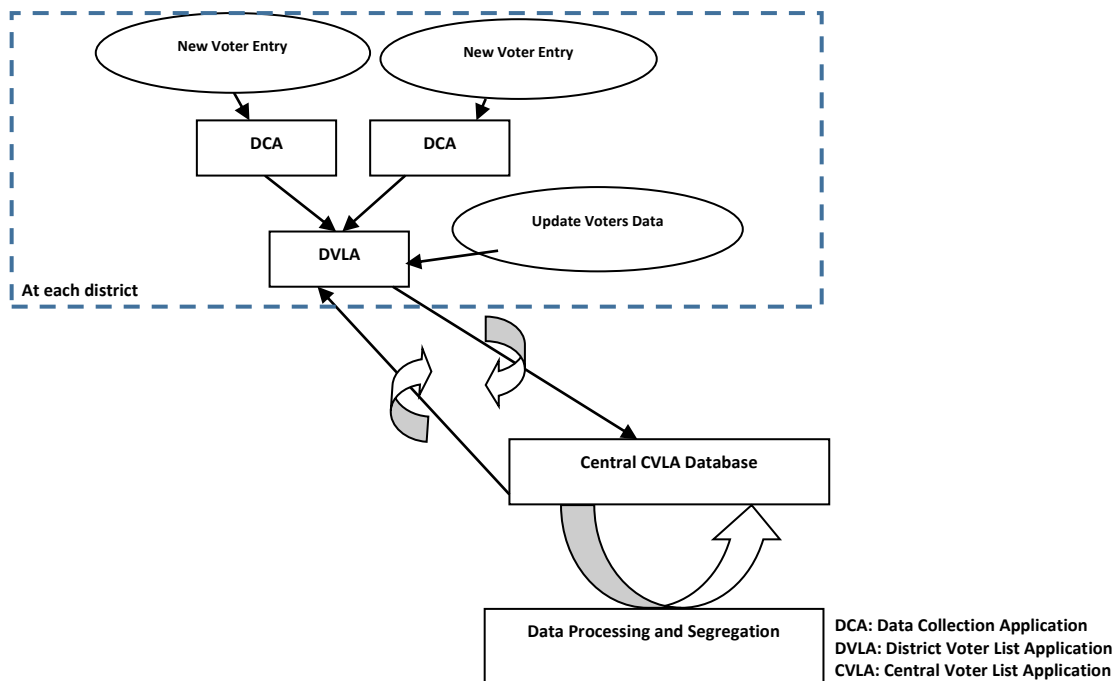 New Voter Entry
New Voter Entry
DCA
DCA
Update Voters Data
DVLA
At each district
Central CVLA Database
Data Processing and Segregation
DCA: Data Collection Application
DVLA: District Voter List Application
CVLA: Central Voter List Application